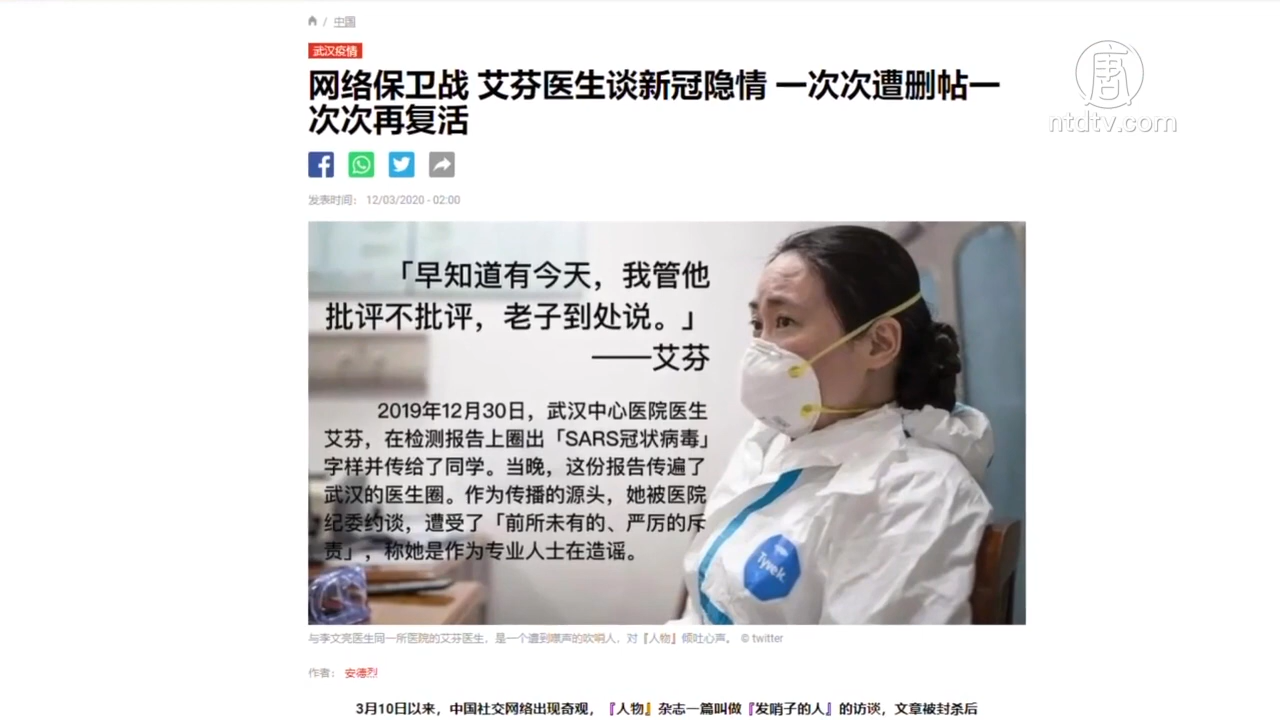 / 中国
武汉疫情
网络保卫战 艾芬医生谈新冠隐情 一次次遭删帖一
次次再复活
唐
ntdtv.com
发表时间： 12/03/2020 - 02:00
「早知道有今天，我管他
批评不批评，老子到处说。」
——艾芬
2019年12月30日，武汉中心医院医生
艾芬，在检测报告上圈出「SARS冠状病毒」
字样并传给了同学。当晚，这份报告传遍了
武汉的医生圈。作为传播的源头，她被医院
纪委约谈，遭受了「前所未有的、严厉的斥
责」，称她是作为专业人士在造谣。
Tyvek
与李文亮医生同一所医院的艾芬医生，是一个遭到噤声的吹哨人，对『人物』倾吐心声。 © twitter
作者： 安德烈
3月10日以来，中国社交网络出现奇观，『人物』杂志一篇叫做『发哨子的人』的访谈，文章被封杀后